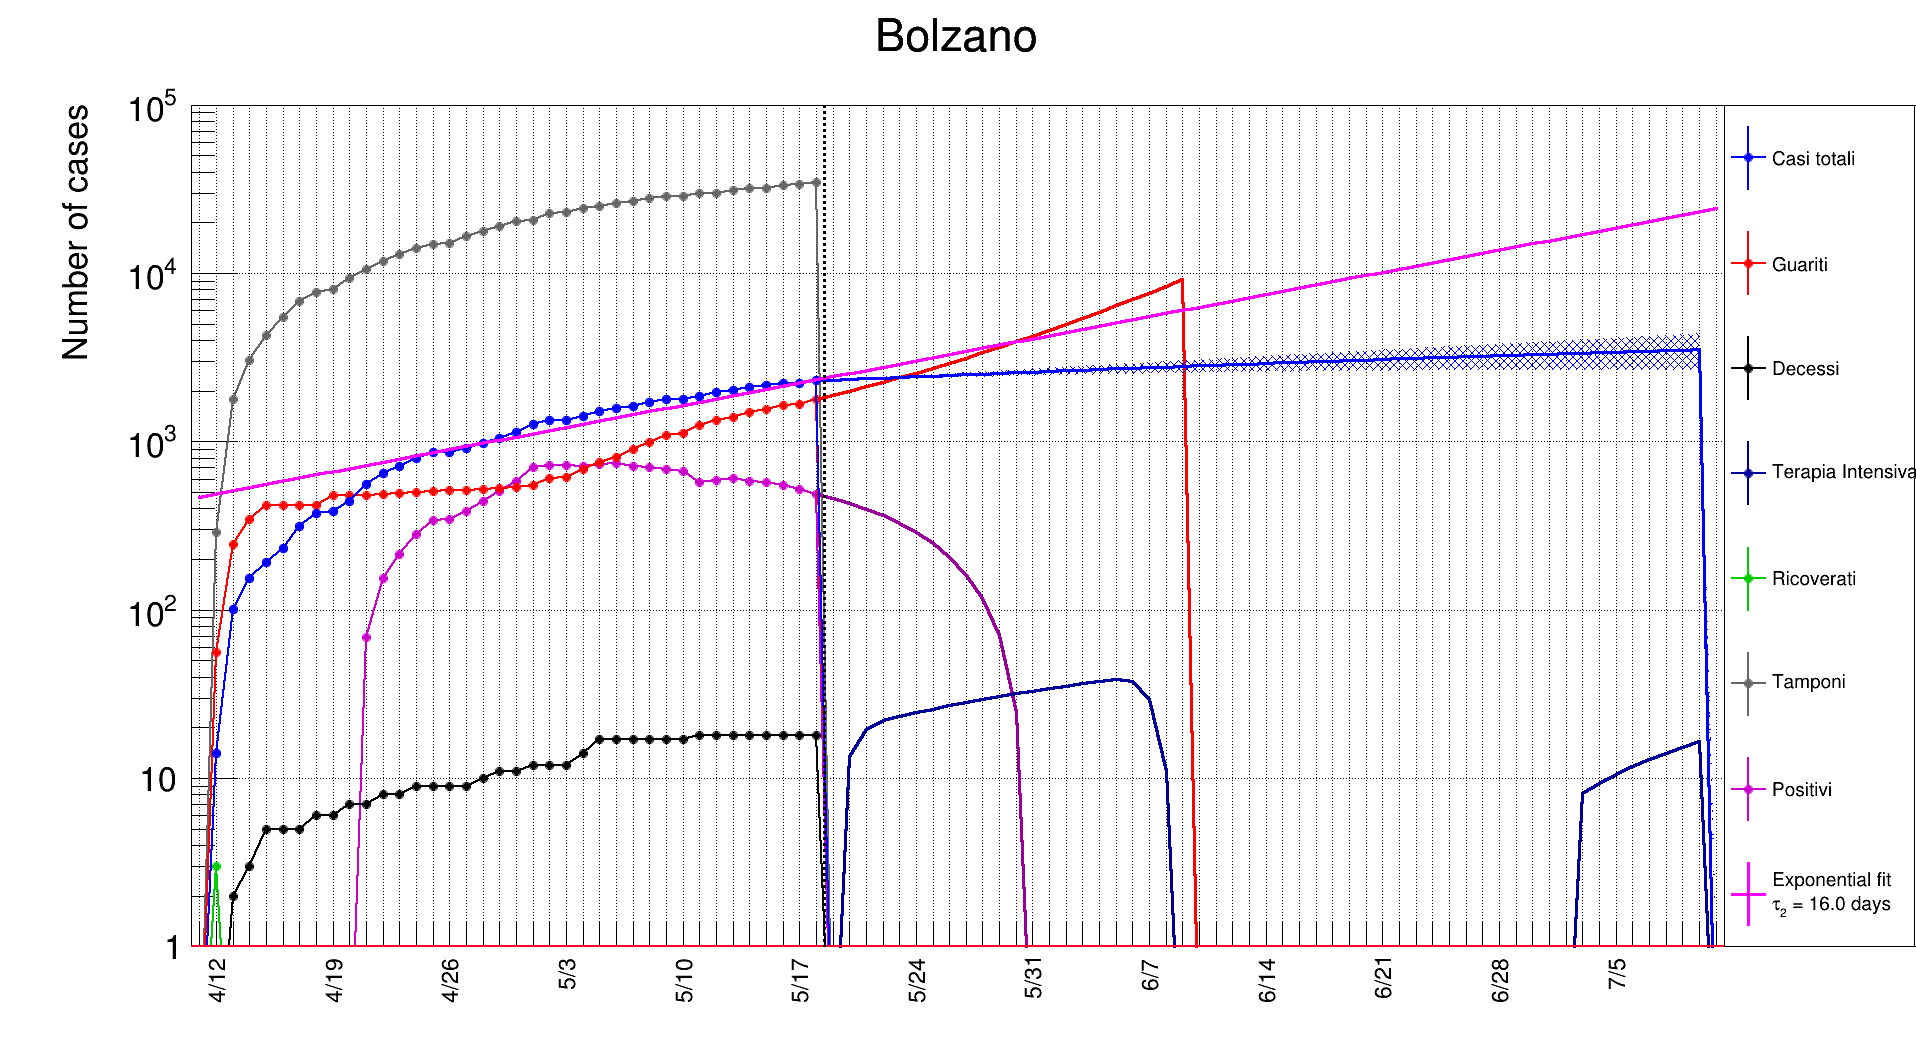 Bolzano
Number of cases
10^5
10^4
10^3
10^2
10
1
4/12
4/19
4/26
5/3
5/10
5/17
5/24
5/31
6/7
6/14
6/21
6/28
7/5
Casi totali
Guariti
Decessi
Terapia Intensiva
Ricoverati
Tamponi
Positivi
Exponential fit
τ_2 = 16.0 days